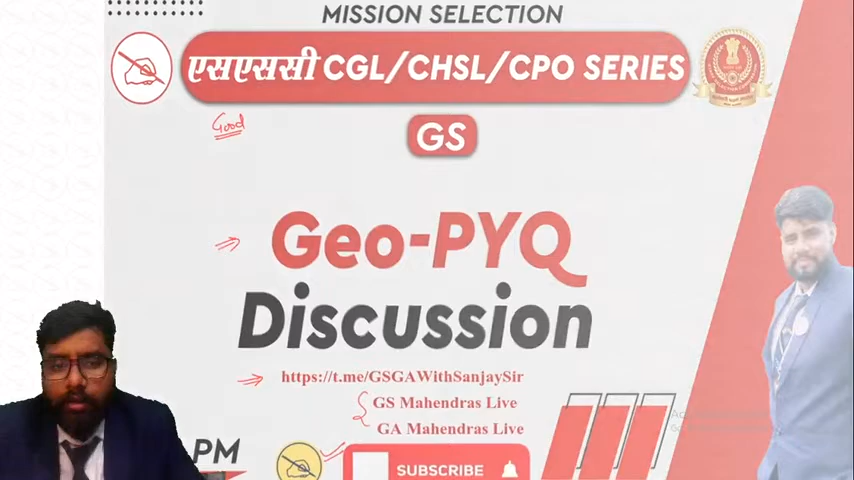 MISSION SELECTION
एसएससी CGL/CHSL/CPO SERIES
Good
GS
Geo-PYQ
Discussion
https://t.me/GSGAWithSanjaySir
GS Mahendras Live
GA Mahendras Live
PM
SUBSCRIBE